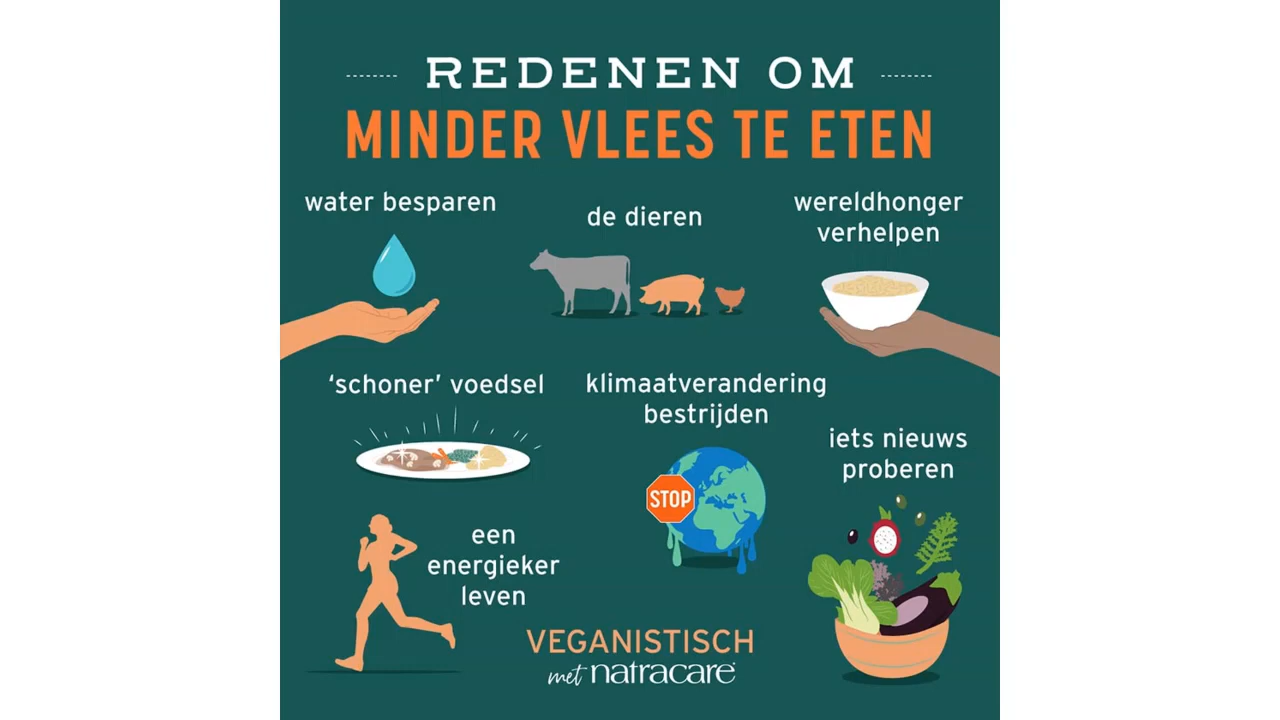 REDENEN OM
MINDER VLEES TE ETEN
water besparen
de dieren
wereldhonger
verhelpen
‘schoner’ voedsel
klimaatverandering
bestrijden
iets nieuws
proberen
STOP
een
energieker
leven
VEGANISTISCH
met natracare